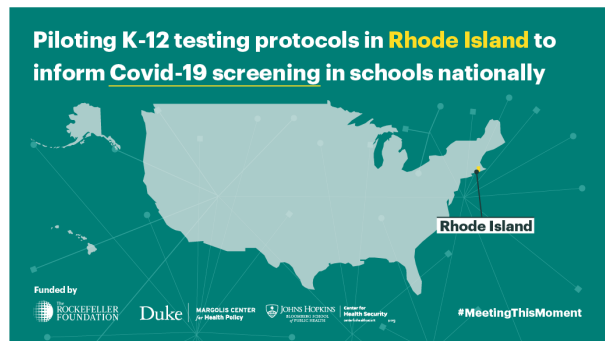 Piloting K-12 testing protocols in Rhode Island to
inform Covid-19 screening in schools nationally
Rhode Island
Funded by
The
ROCKEFELLER
FOUNDATION
Duke
MARGOLIS CENTER
for Health Policy
JOHNS HOPKINS
BLOOMBERG SCHOOL
of PUBLIC HEALTH
Center for
Health Security
#MeetingThisMoment